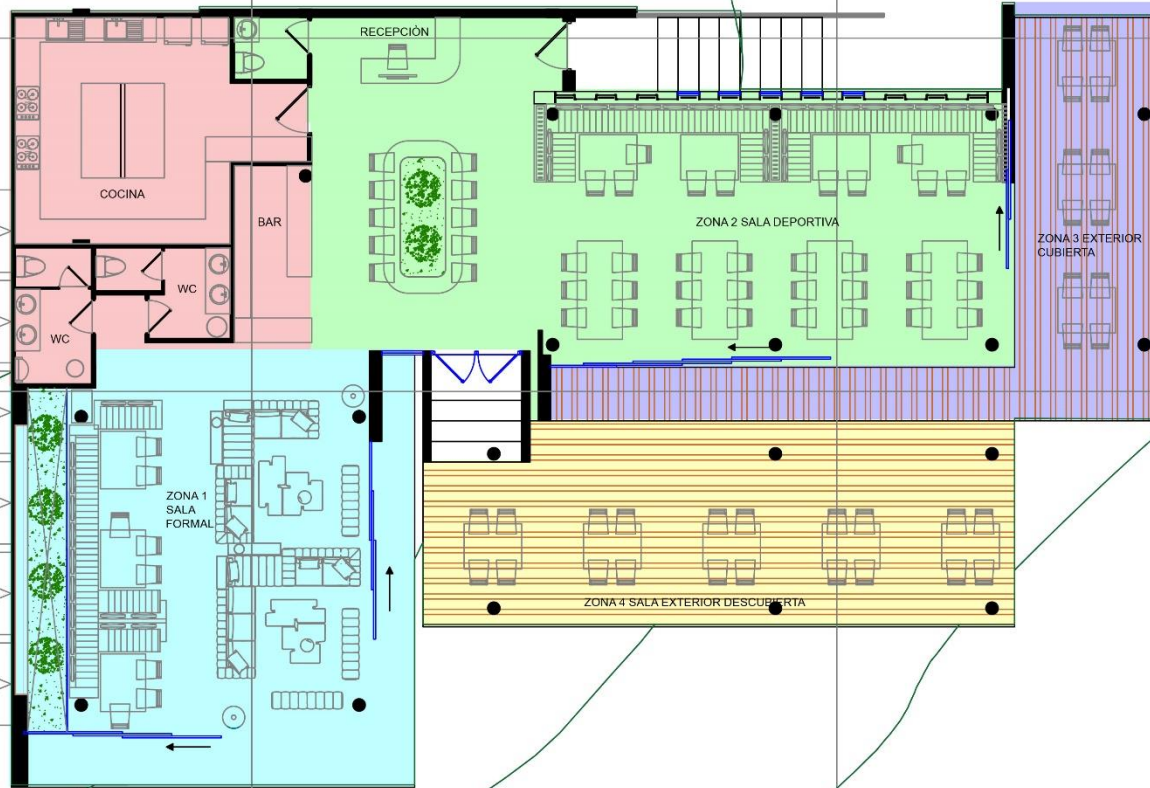 RECEPCIÒN
COCINA
BAR
ZONA 2 SALA DEPORTIVA
ZONA 3 EXTERIOR
CUBIERTA
WC
WC
ZONA 1
SALA
FORMAL
ZONA 4 SALA EXTERIOR DESCUBIERTA